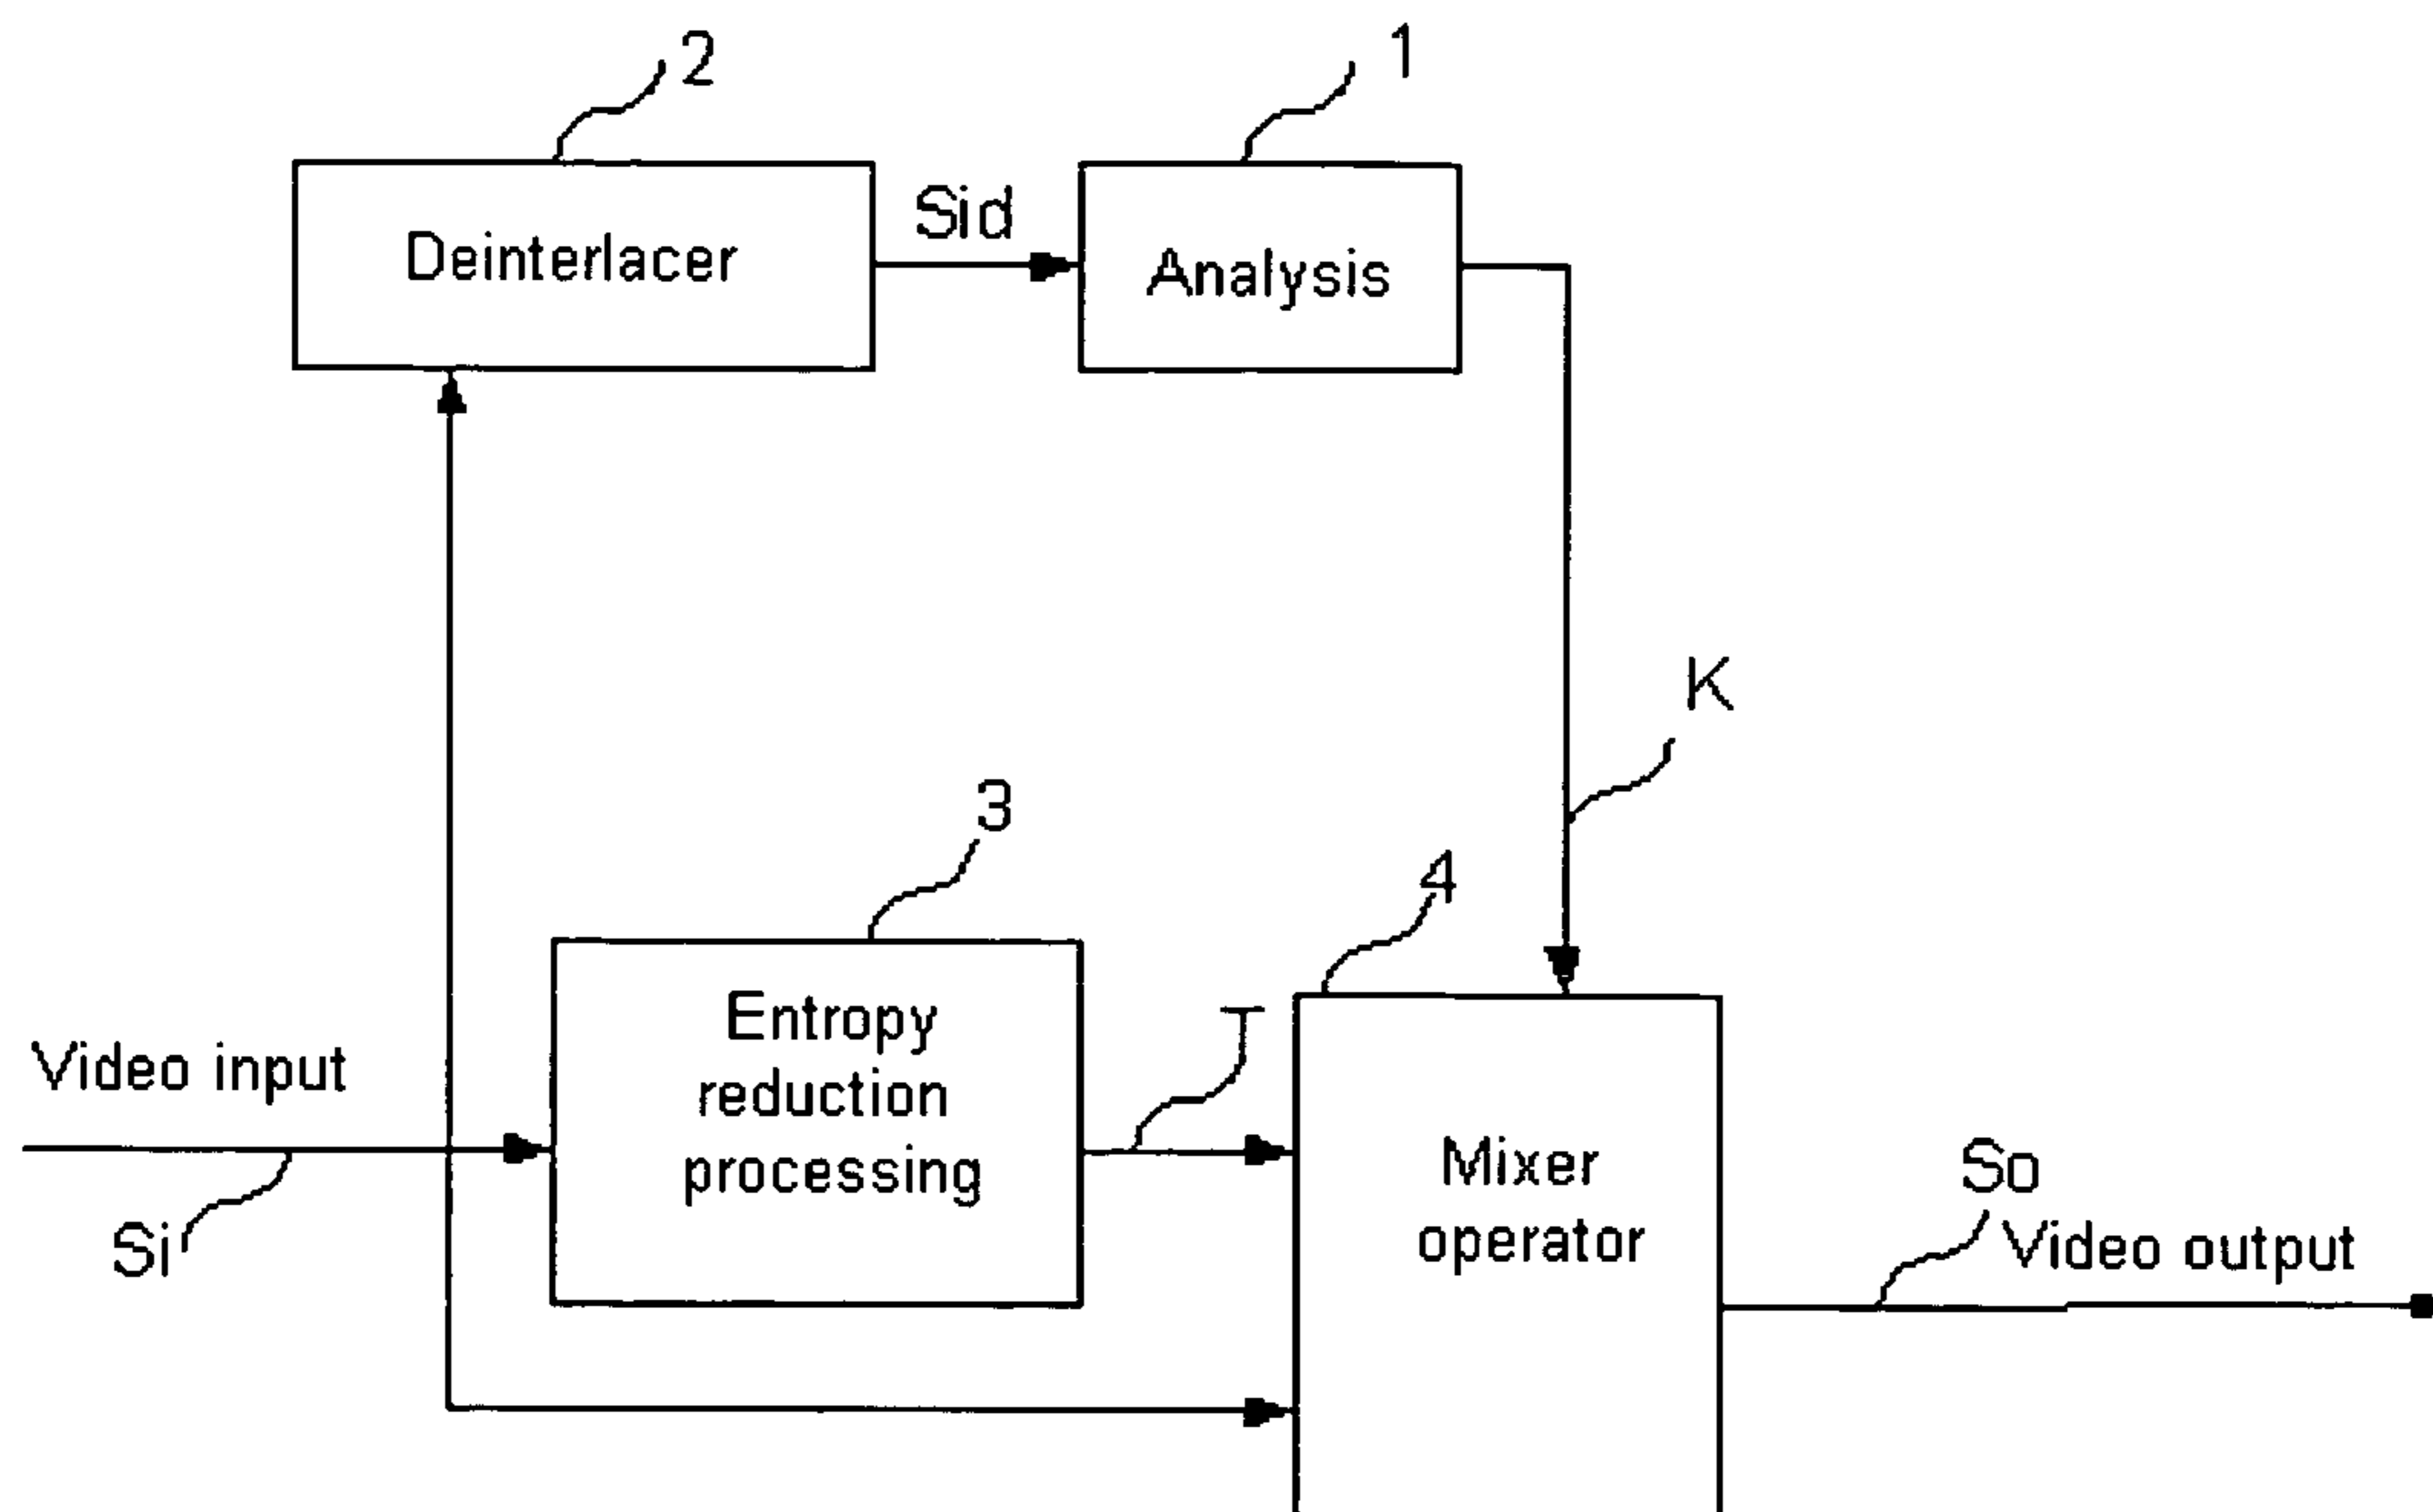 2
1
Deinterlacer
Sid
Analysis
K
3
4
Entropy
reduction
processing
T
Video input
Si
Mixer
operator
So
Video output